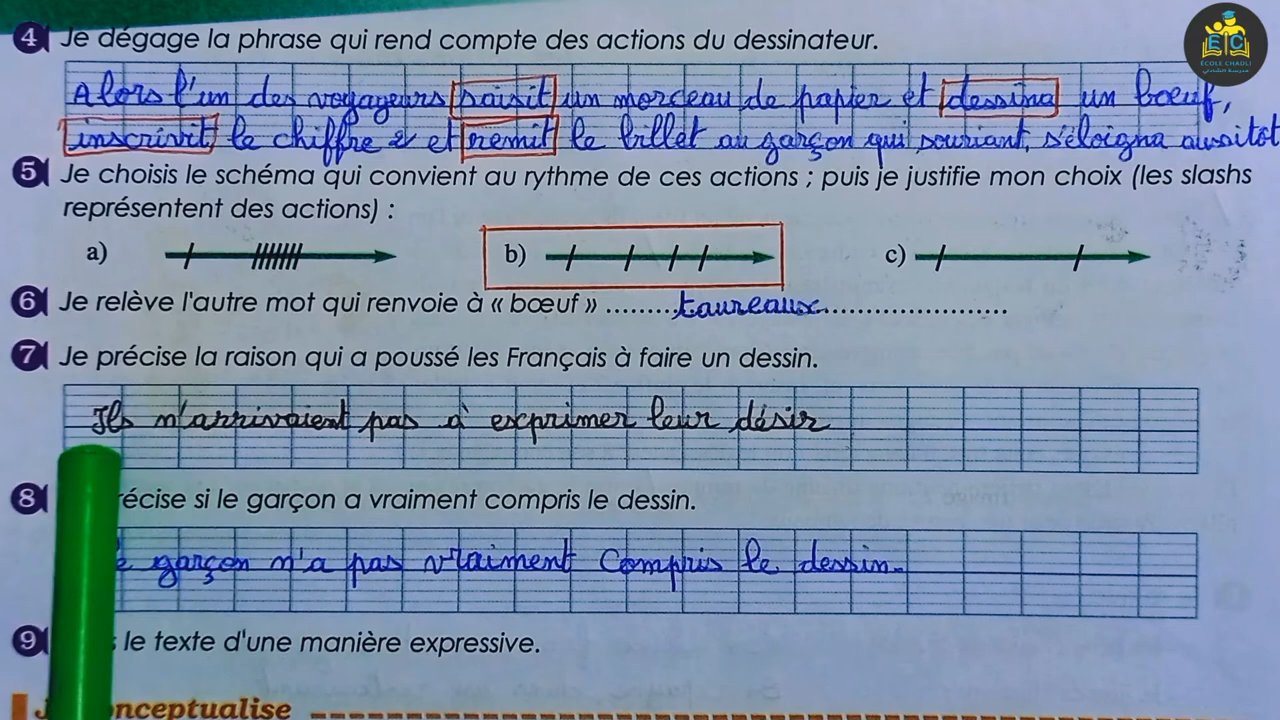 4 Je dégage la phrase qui rend compte des actions du dessinateur.
Alors l'un des voyageurs saisit un morceau de papier et dessina un bœuf,
inscrivit le chiffre 2 et remit le billet au garçon qui souriant, s'éloigna aussitot
5 Je choisis le schéma qui convient au rythme de ces actions ; puis je justifie mon choix (les slashs
représentent des actions) :
a) b) c)
6 Je relève l'autre mot qui renvoie à « bœuf » ........taureaux..........................
7 Je précise la raison qui a poussé les Français à faire un dessin.
Ils n'arrivaient pas à exprimer leur désir
8 récise si le garçon a vraiment compris le dessin.
garçon n'a pas vraiment compris le dessin.
9 le texte d'une manière expressive.
J nceptualise
EC
ÉCOLE CHADLI
مدرسة الشاذلي